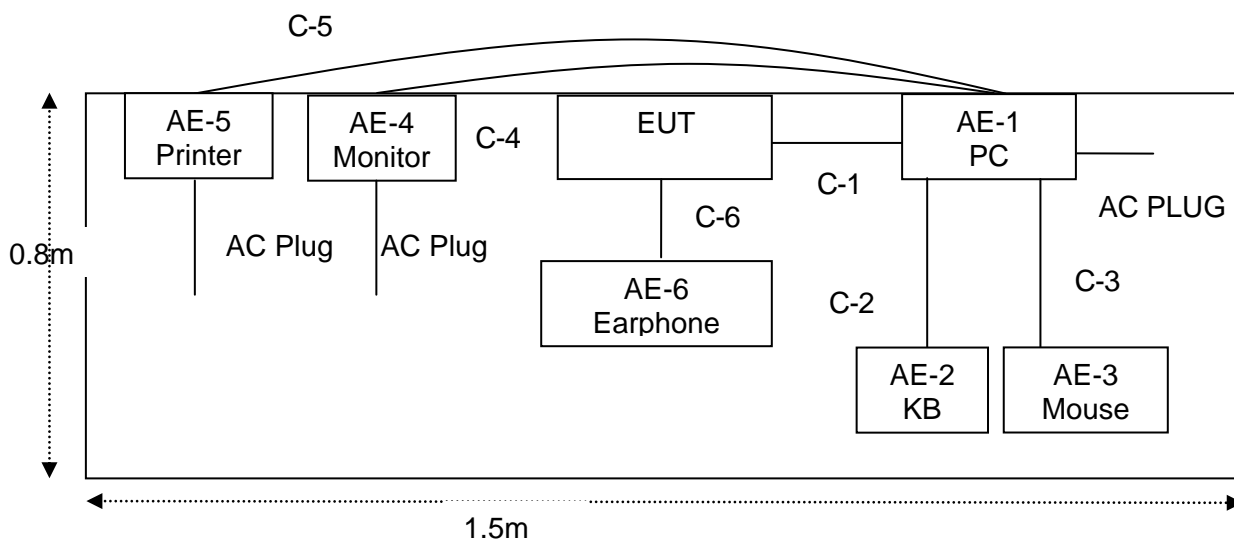 C-5
AE-5
Printer
AE-4
Monitor
C-4
EUT
C-1
AE-1
PC
AC PLUG
C-6
AC Plug
AC Plug
0.8m
AE-6
Earphone
C-2
C-3
AE-2
KB
AE-3
Mouse
1.5m